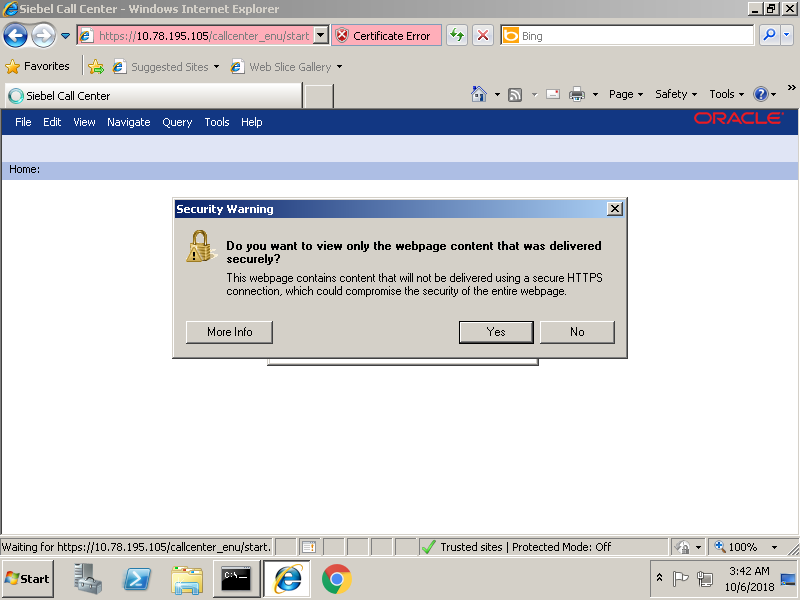 Siebel Call Center - Windows Internet Explorer
https://10.78.195.105/callcenter_enu/start
Certificate Error
Bing
Favorites
Suggested Sites
Web Slice Gallery
Siebel Call Center
Page
Safety
Tools
»
File Edit View Navigate Query Tools Help
ORACLE
Home:
Security Warning
Do you want to view only the webpage content that was delivered
securely?
This webpage contains content that will not be delivered using a secure HTTPS
connection, which could compromise the security of the entire webpage.
More Info
Yes
No
Waiting for https://10.78.195.105/callcenter_enu/start.
Trusted sites | Protected Mode: Off
100%
Start
C:\-
3:42 AM
10/6/2018